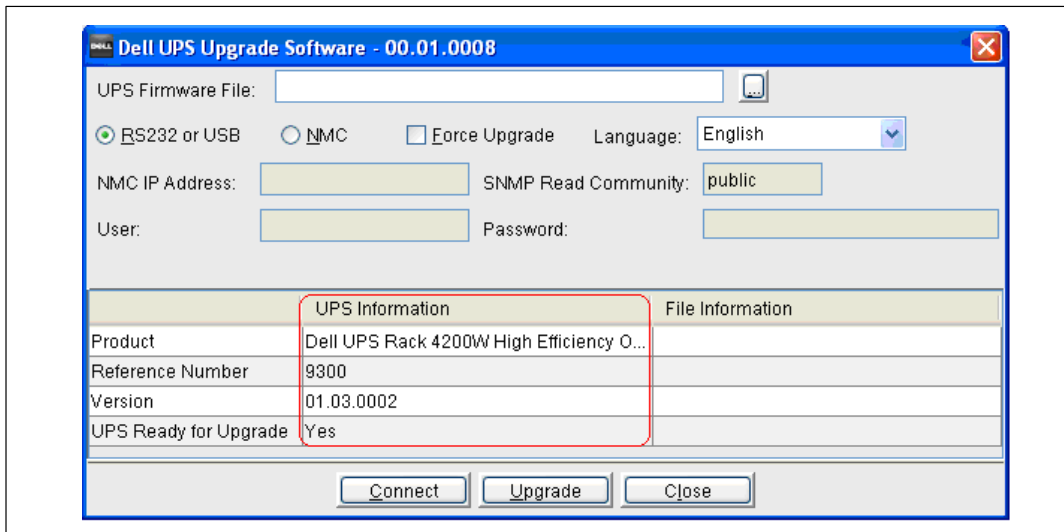 DELL Dell UPS Upgrade Software - 00.01.0008
UPS Firmware File: ...
RS232 or USB NMC Force Upgrade Language: English
NMC IP Address: SNMP Read Community: public
User: Password:
UPS Information File Information
Product Dell UPS Rack 4200W High Efficiency O...
Reference Number 9300
Version 01.03.0002
UPS Ready for Upgrade Yes
Connect Upgrade Close